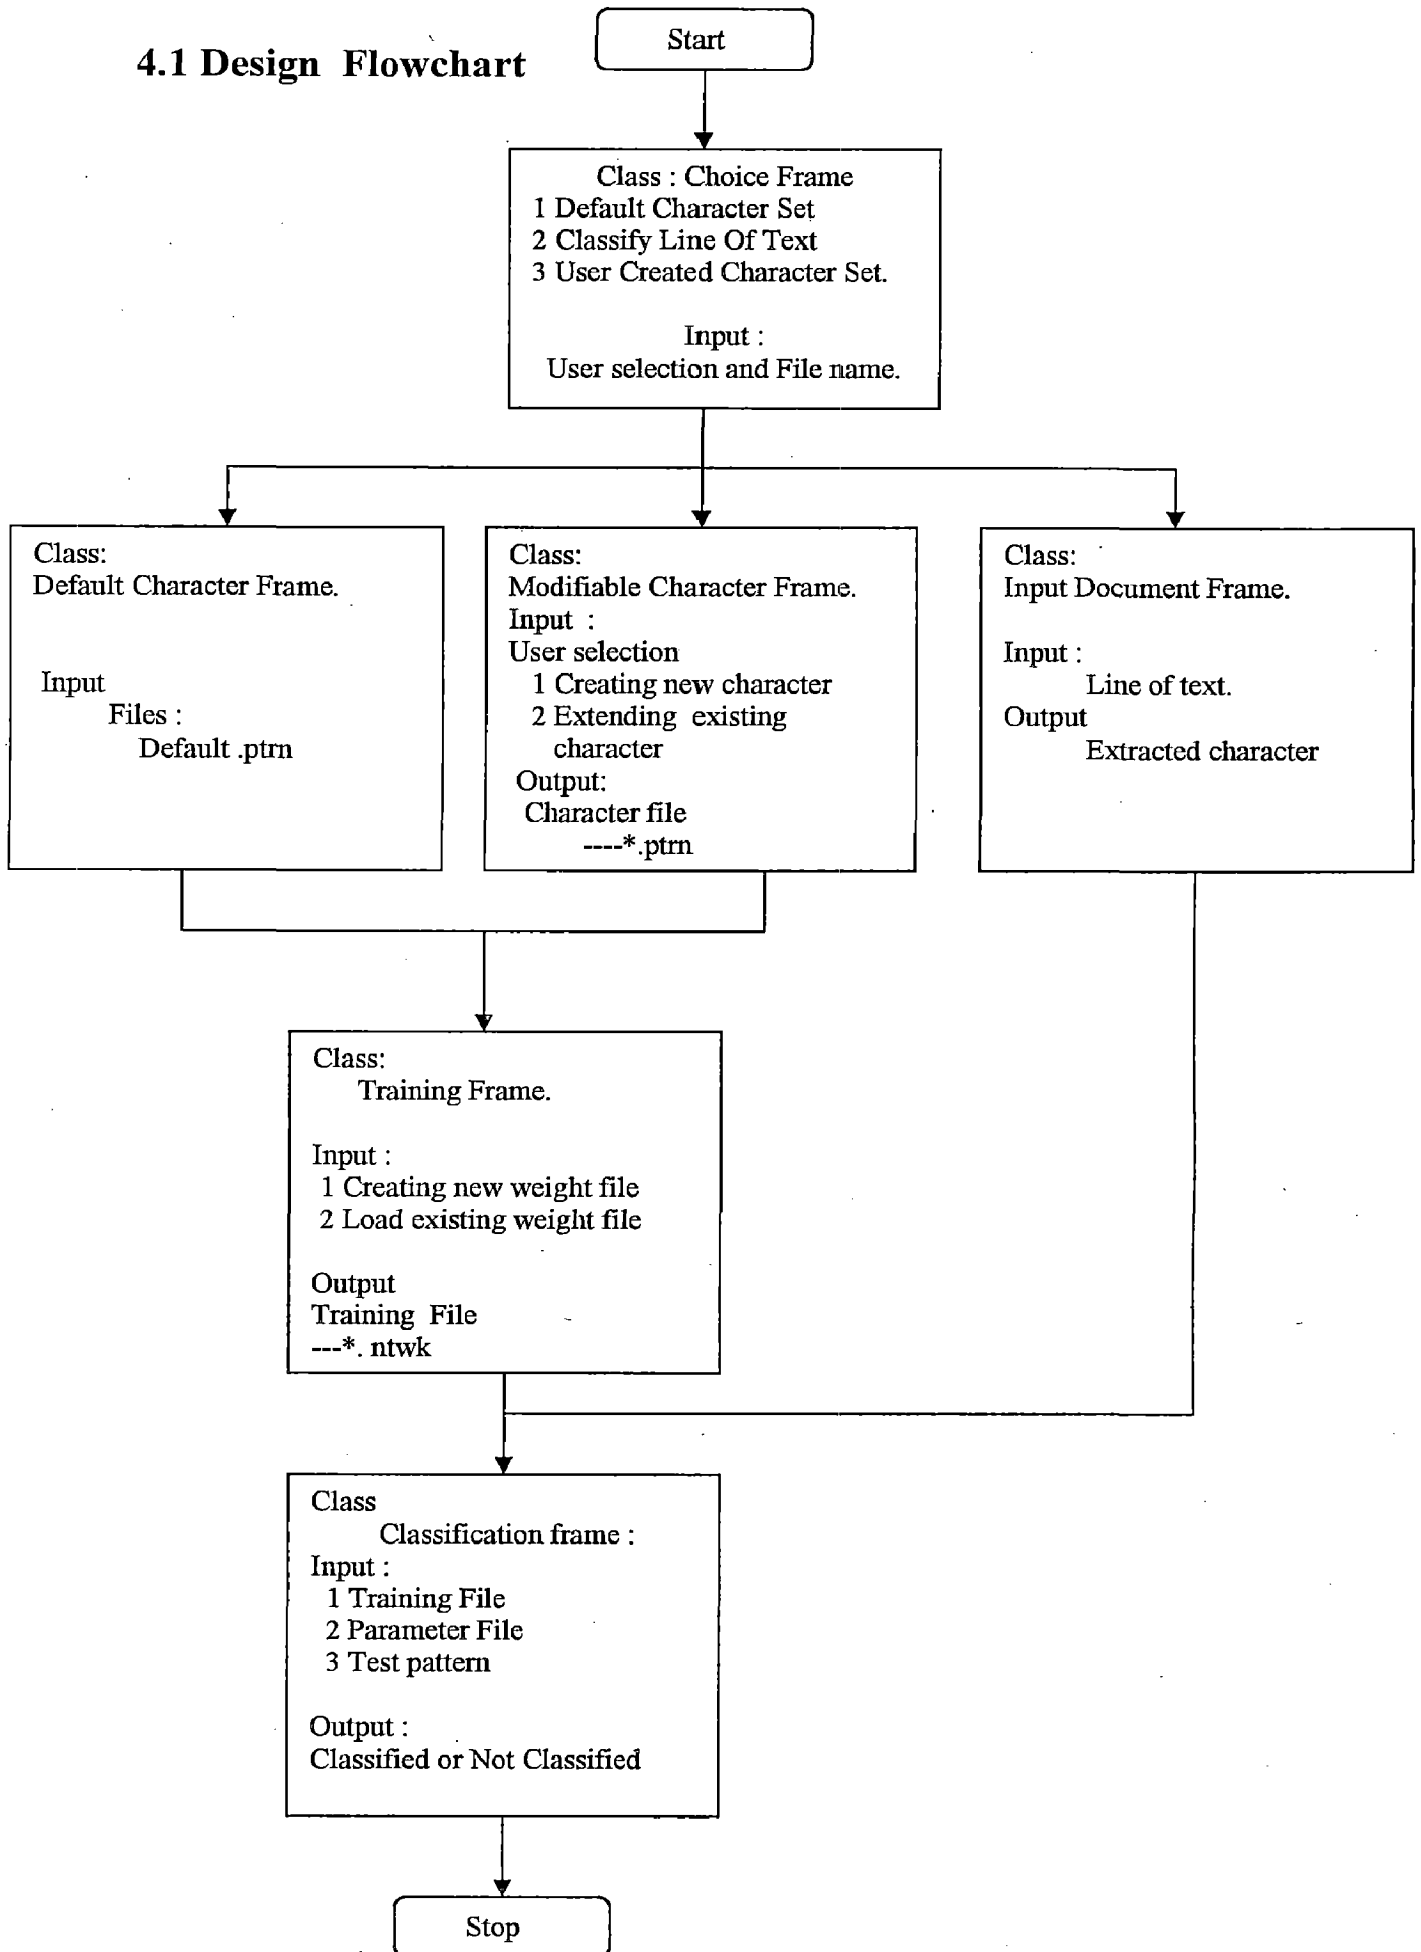 4.1 Design Flowchart
Start
Class : Choice Frame
1 Default Character Set
2 Classify Line Of Text
3 User Created Character Set.
Input :
User selection and File name.
Class:
Default Character Frame.
Input
Files :
Default .ptrn
Class:
Modifiable Character Frame.
Input :
User selection
1 Creating new character
2 Extending existing
character
Output:
Character file
----*.ptrn
Class:
Input Document Frame.
Input :
Line of text.
Output
Extracted character
Class:
Training Frame.
Input :
1 Creating new weight file
2 Load existing weight file
Output
Training File
---*. ntwk
Class
Classification frame :
Input :
1 Training File
2 Parameter File
3 Test pattern
Output :
Classified or Not Classified
Stop